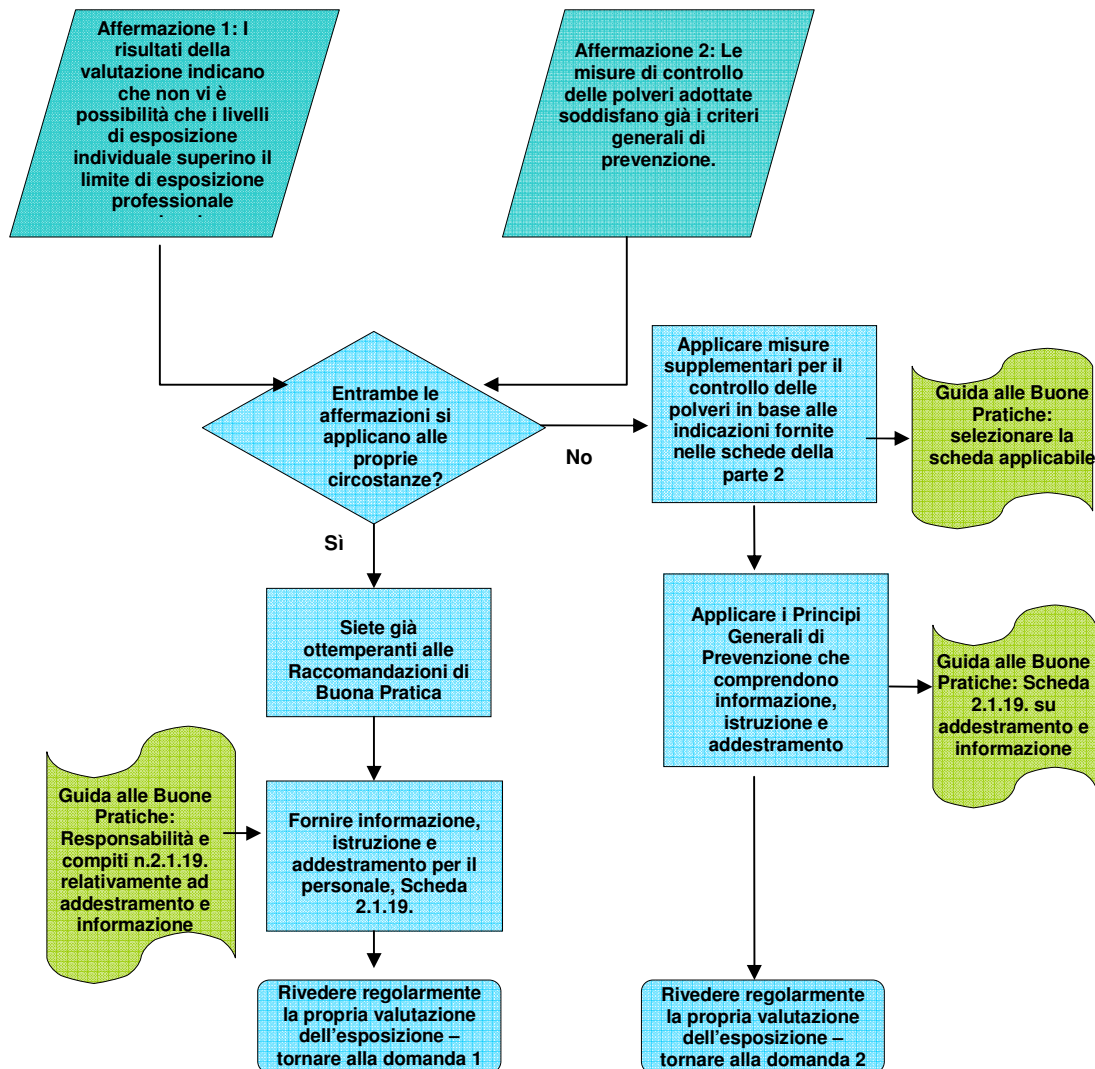 Affermazione 1: I
risultati della
valutazione indicano
che non vi è
possibilità che i livelli
di esposizione
individuale superino il
limite di esposizione
professionale
Affermazione 2: Le
misure di controllo
delle polveri adottate
soddisfano già i criteri
generali di
prevenzione.
Entrambe le
affermazioni si
applicano alle
proprie
circostanze?
No
Applicare misure
supplementari per il
controllo delle
polveri in base alle
indicazioni fornite
nelle schede della
parte 2
Guida alle Buone
Pratiche:
selezionare la
scheda applicabile
Sì
Siete già
ottemperanti alle
Raccomandazioni di
Buona Pratica
Applicare i Principi
Generali di
Prevenzione che
comprendono
informazione,
istruzione e
addestramento
Guida alle Buone
Pratiche: Scheda
2.1.19. su
addestramento e
informazione
Guida alle Buone
Pratiche:
Responsabilità e
compiti n.2.1.19.
relativamente ad
addestramento e
informazione
Fornire informazione,
istruzione e
addestramento per il
personale, Scheda
2.1.19.
Rivedere regolarmente
la propria valutazione
dell'esposizione –
tornare alla domanda 1
Rivedere regolarmente
la propria valutazione
dell'esposizione –
tornare alla domanda 2